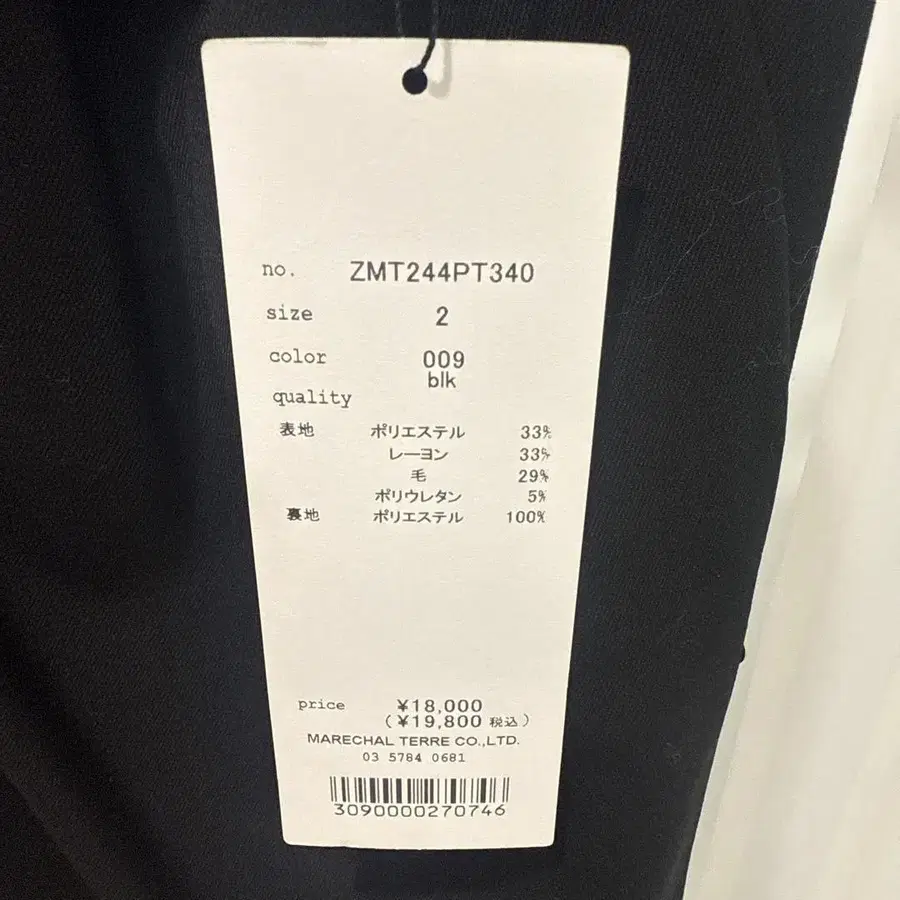 no. ZMT244PT340
size 2
color 009
blk
quality
表地 ポリエステル 33%
レーヨン 33%
毛 29%
ポリウレタン 5%
裏地 ポリエステル 100%
price ¥18,000
(¥19,800 税込)
MARECHAL TERRE CO.,LTD.
03 5784 0681
3090000270746